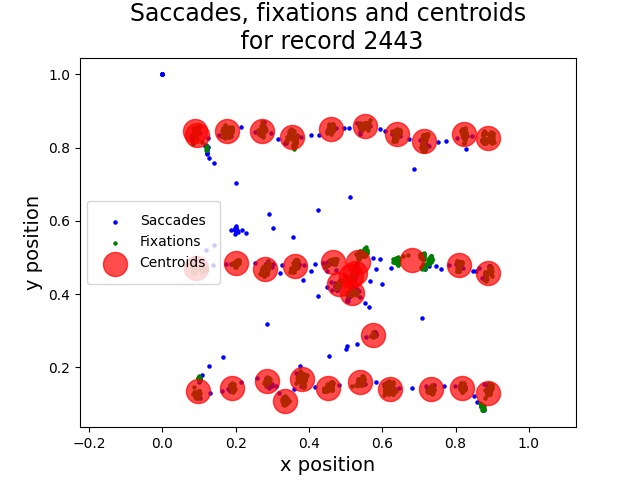 Saccades, fixations and centroids
for record 2443
1.0
0.8
0.6
0.4
0.2
y position
Saccades
Fixations
Centroids
−0.2
0.0
0.2
0.4
0.6
0.8
1.0
x position